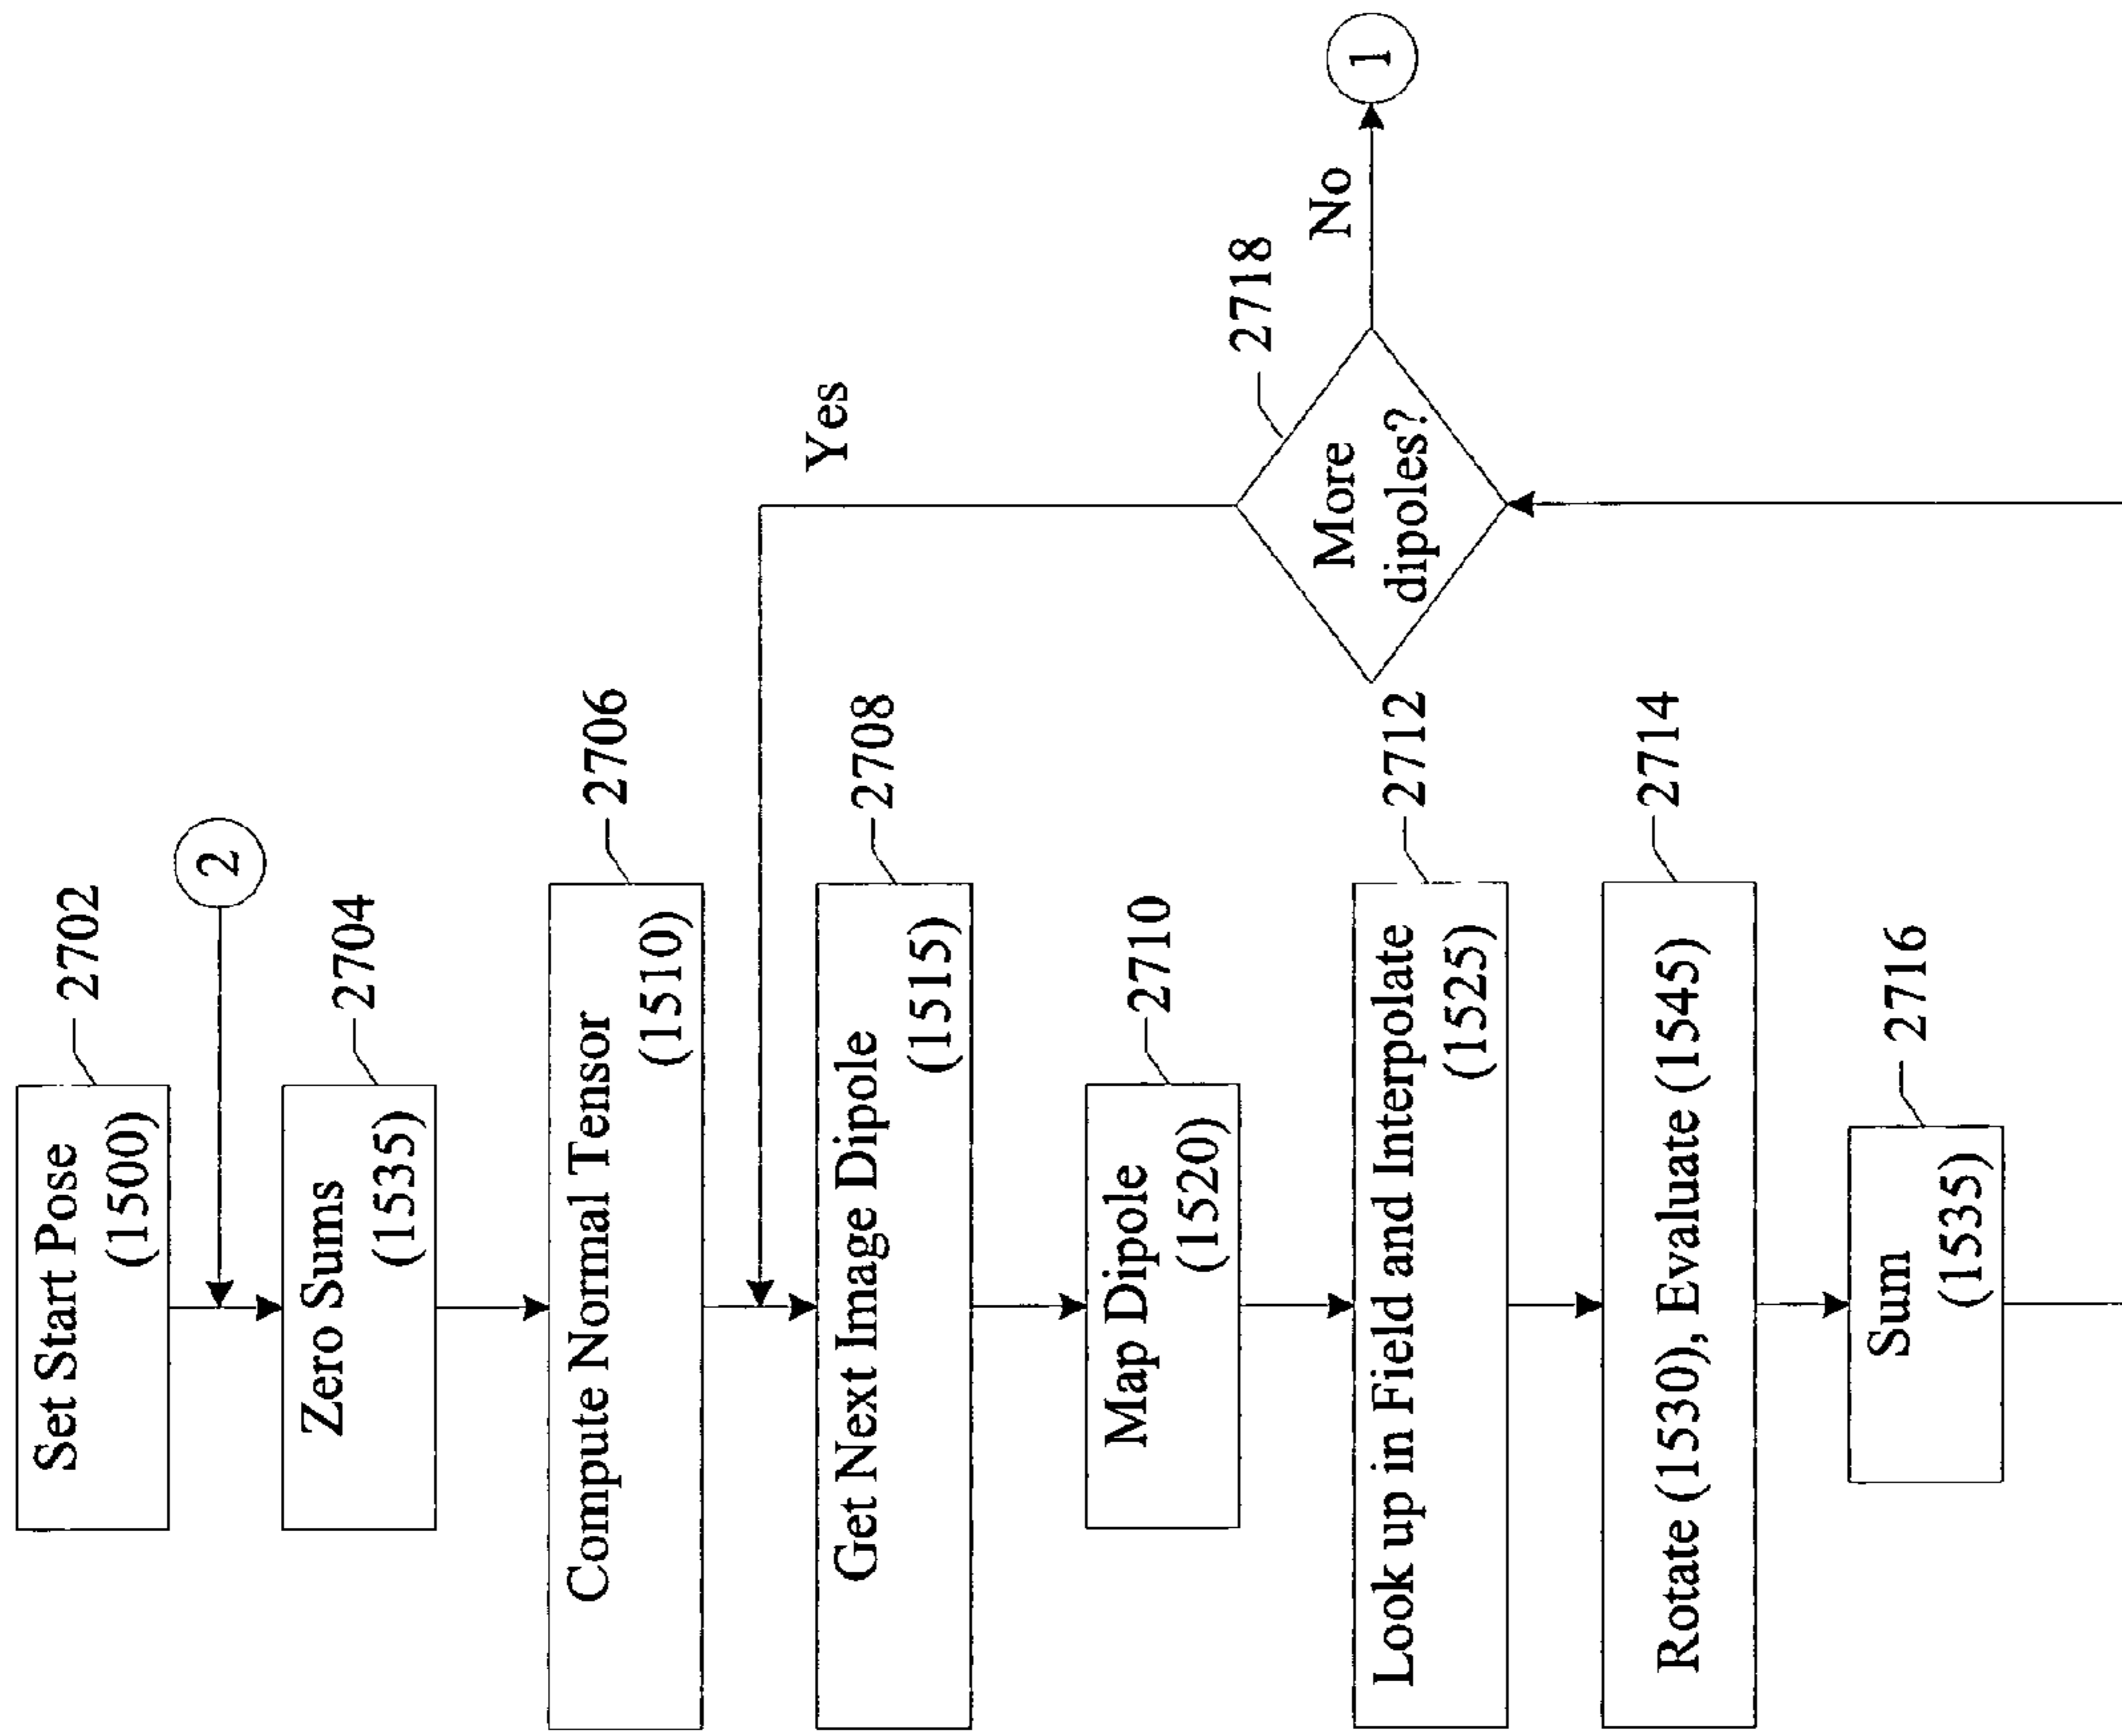 Set Start Pose
(1500)
2702
2
Zero Sums
(1535)
2704
Compute Normal Tensor
(1510)
2706
Get Next Image Dipole
(1515)
2708
Map Dipole
(1520)
2710
Look up in Field and Interpolate
(1525)
2712
Rotate (1530), Evaluate (1545)
2714
Sum
(1535)
2716
More
dipoles?
2718
Yes
No
1